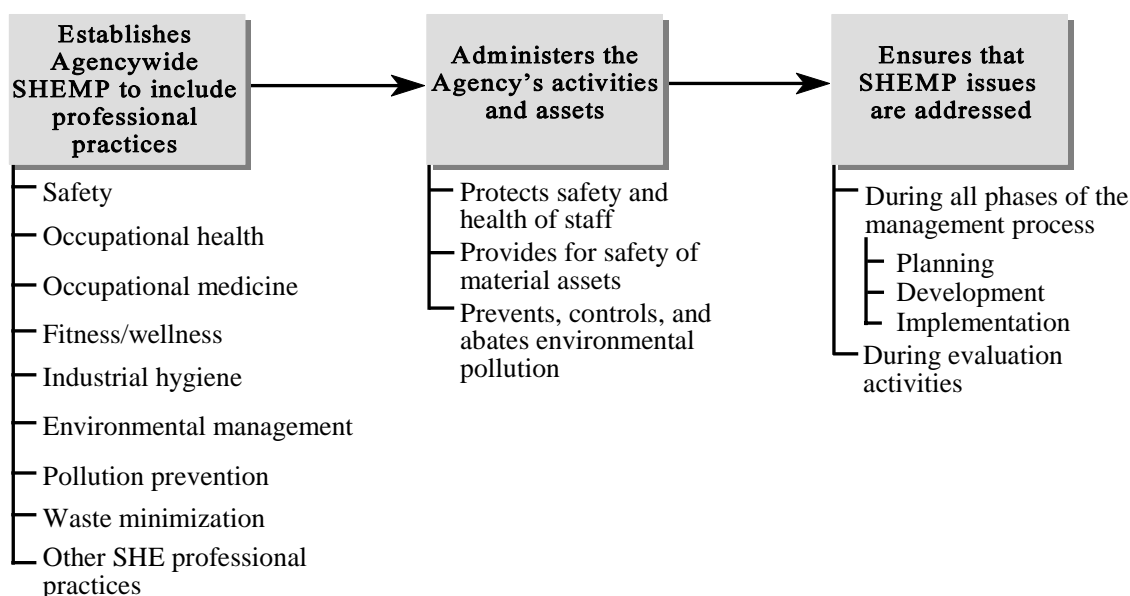 Establishes
Agencywide
SHEMP to include
professional
practices
Safety
Occupational health
Occupational medicine
Fitness/wellness
Industrial hygiene
Environmental management
Pollution prevention
Waste minimization
Other SHE professional
practices
Administers the
Agency's activities
and assets
Protects safety and
health of staff
Provides for safety of
material assets
Prevents, controls, and
abates environmental
pollution
Ensures that
SHEMP issues
are addressed
During all phases of the
management process
Planning
Development
Implementation
During evaluation
activities